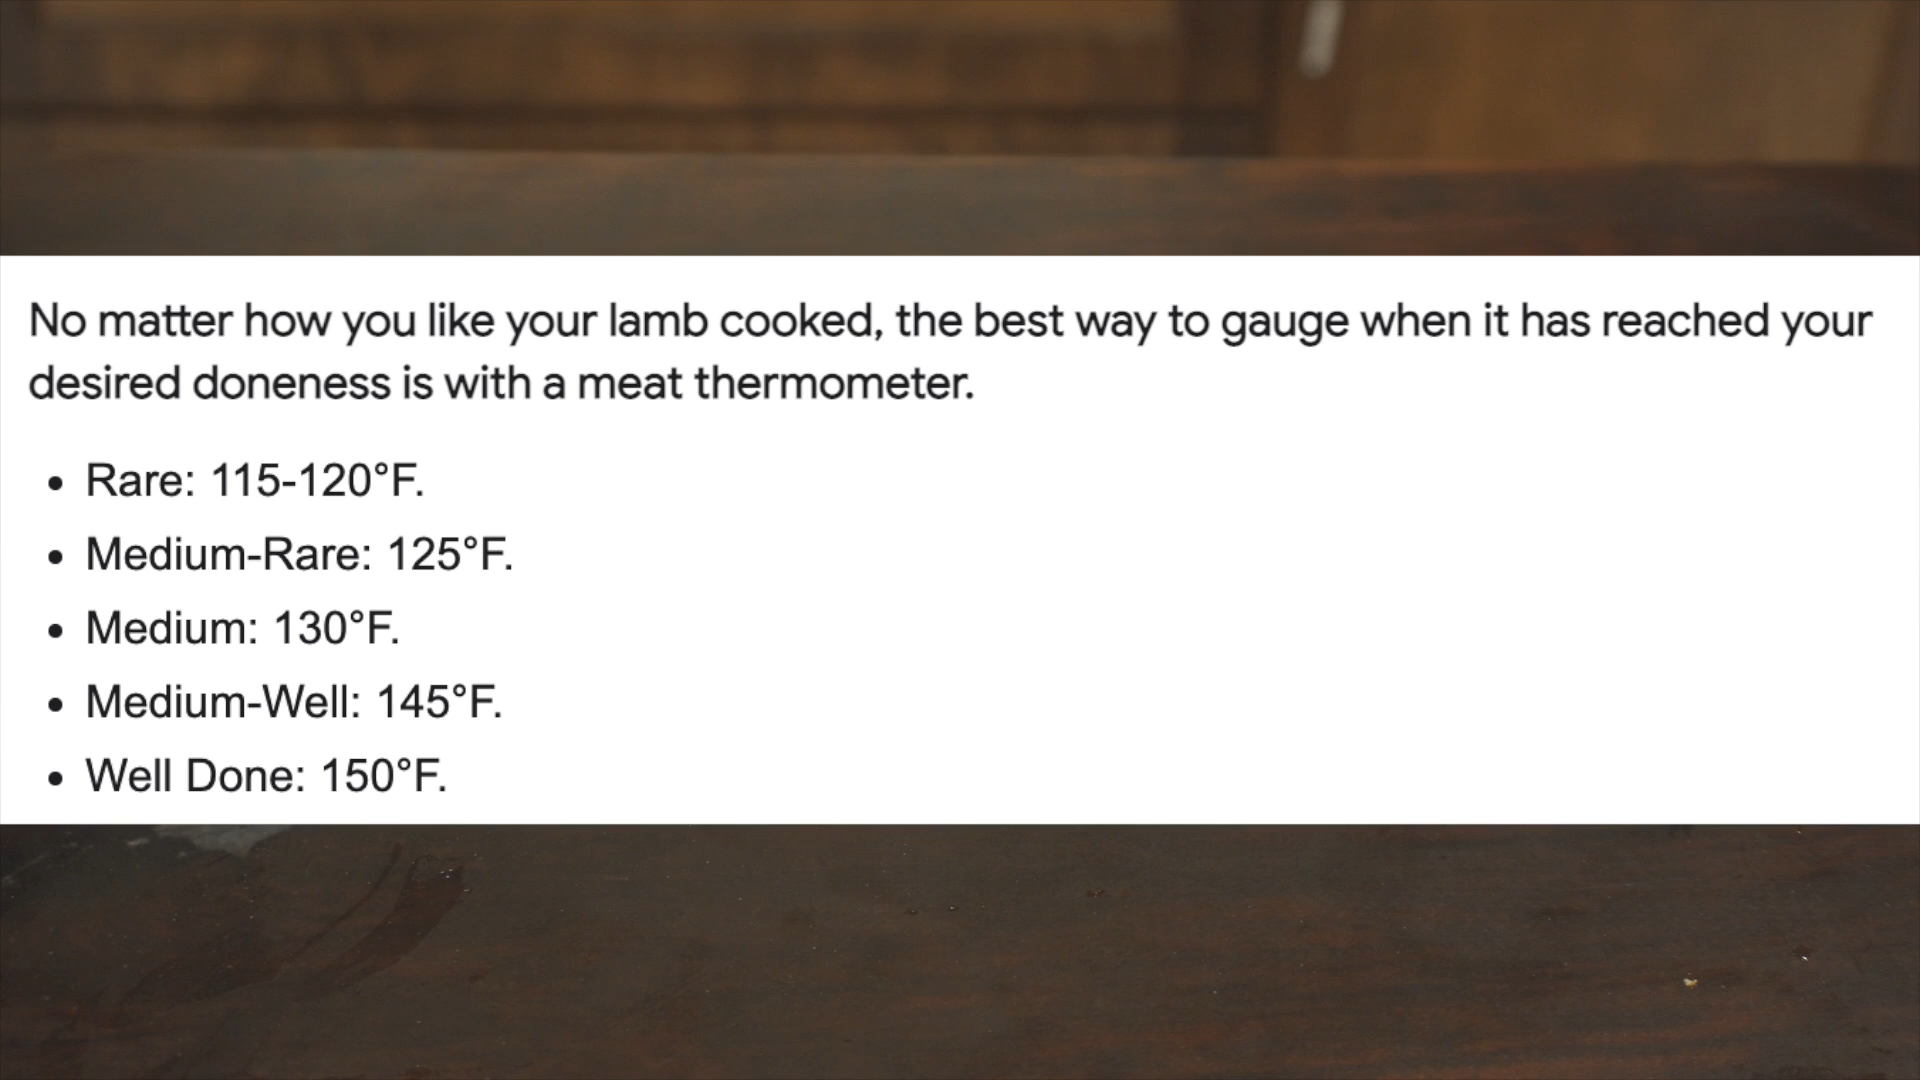 No matter how you like your lamb cooked, the best way to gauge when it has reached your
desired doneness is with a meat thermometer.
• Rare: 115-120°F.
• Medium-Rare: 125°F.
• Medium: 130°F.
• Medium-Well: 145°F.
• Well Done: 150°F.